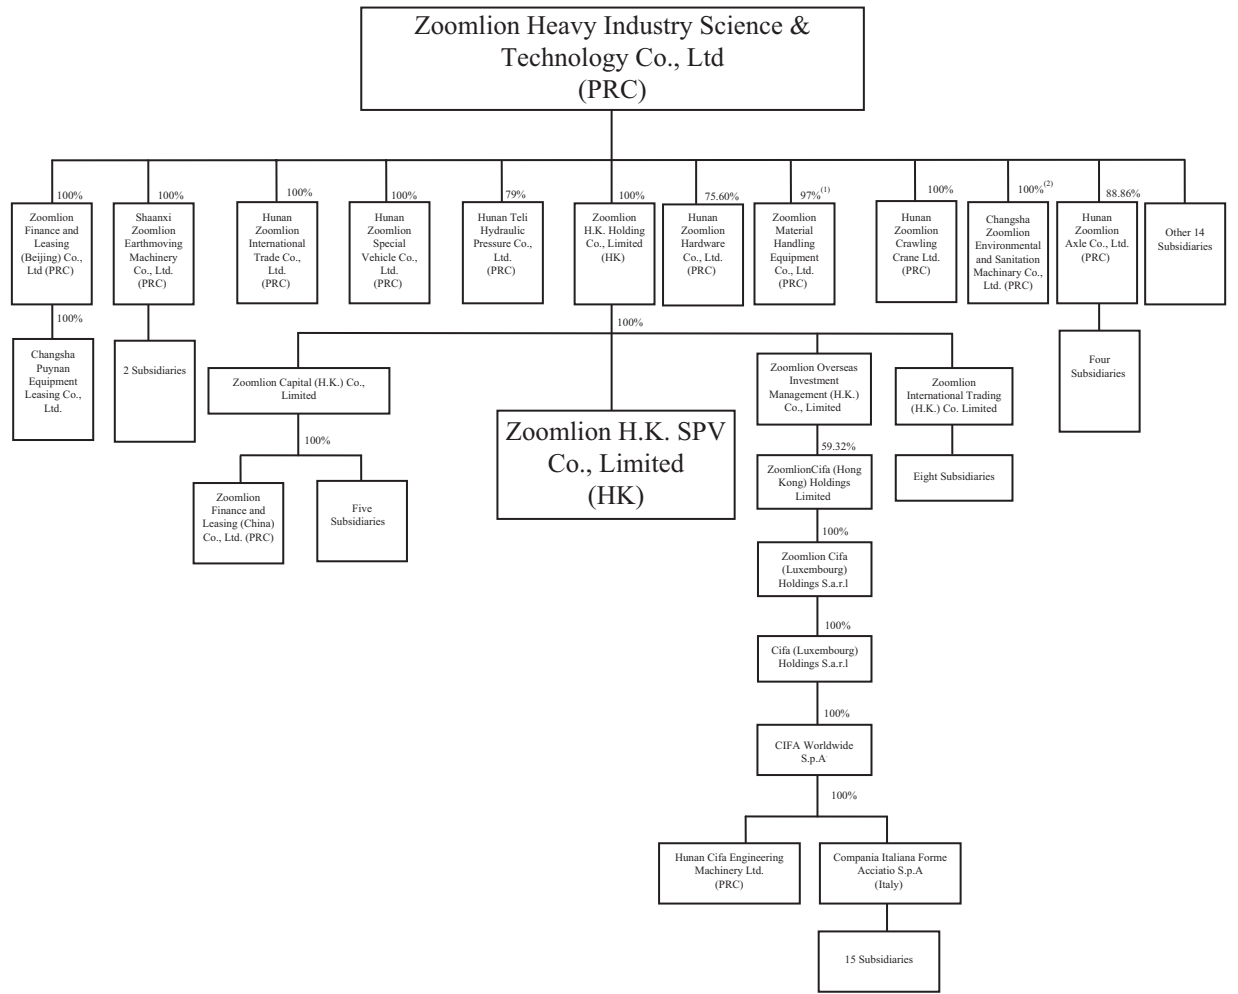 Zoomlion Heavy Industry Science &
Technology Co., Ltd
(PRC)
100%
100%
100%
100%
79%
100%
75.60%
97%(1)
100%
100%(2)
88.86%
Zoomlion
Finance and
Leasing
(Beijing) Co.,
Ltd (PRC)
Shaanxi
Zoomlion
Earthmoving
Machinery
Co., Ltd.
(PRC)
Hunan
Zoomlion
International
Trade Co.,
Ltd.
(PRC)
Hunan
Zoomlion
Special
Vehicle Co.,
Ltd.
(PRC)
Hunan Teli
Hydraulic
Pressure Co.,
Ltd.
(PRC)
Zoomlion
H.K. Holding
Co., Limited
(HK)
Hunan
Zoomlion
Hardware
Co., Ltd.
(PRC)
Zoomlion
Material
Handling
Equipment
Co., Ltd.
(PRC)
Hunan
Zoomlion
Crawling
Crane Ltd.
(PRC)
Changsha
Zoomlion
Environmental
and Sanitation
Machinary Co.,
Ltd. (PRC)
Hunan
Zoomlion
Axle Co., Ltd.
(PRC)
Other 14
Subsidiaries
100%
100%
Changsha
Puynan
Equipment
Leasing Co.,
Ltd.
2 Subsidiaries
Zoomlion Capital (H.K.) Co.,
Limited
Zoomlion H.K. SPV
Co., Limited
(HK)
Zoomlion Overseas
Investment
Management (H.K.)
Co., Limited
Zoomlion
International Trading
(H.K.) Co. Limited
Four
Subsidiaries
100%
59.32%
Zoomlion
Finance and
Leasing (China)
Co., Ltd. (PRC)
Five
Subsidiaries
ZoomlionCifa (Hong
Kong) Holdings
Limited
Eight Subsidiaries
100%
Zoomlion Cifa
(Luxembourg)
Holdings S.a.r.l
100%
Cifa (Luxembourg)
Holdings S.a.r.l
100%
CIFA Worldwide
S.p.A
100%
Hunan Cifa Engineering
Machinery Ltd.
(PRC)
Compania Italiana Forme
Acciatio S.p.A
(Italy)
15 Subsidiaries